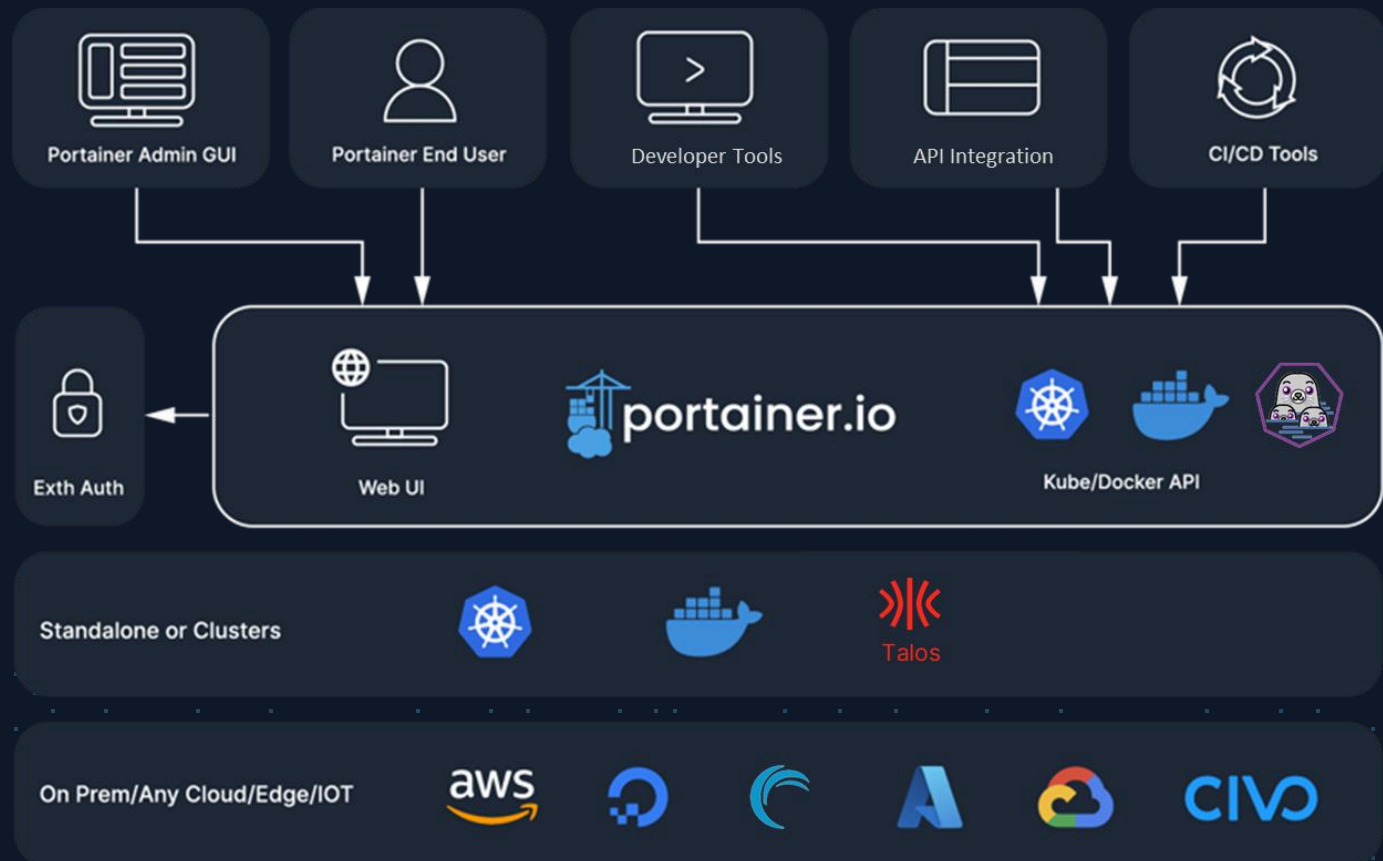 Portainer Admin GUI
Portainer End User
Developer Tools
API Integration
CI/CD Tools
>
Exth Auth
Web UI
portainer.io
Kube/Docker API
Standalone or Clusters
Talos
On Prem/Any Cloud/Edge/IOT
aws
CIVO